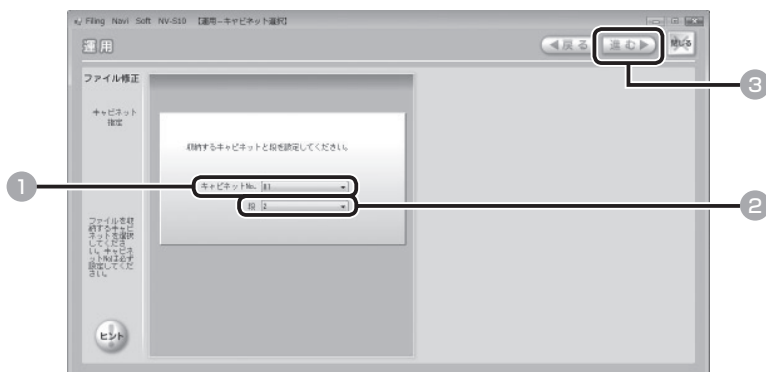 Filing Navi Soft NV-S10 【運用-キャビネット選択】
運用
戻る
進む
閉じる
ファイル修正
キャビネット
指定
収納するキャビネットと段を設定してください。
キャビネットNo.
段 2
ファイルを収
納するキャビ
ネットを選択
してくださ
い。キャビネ
ットNoは必ず
設定してくだ
さい。
ヒント
1
2
3